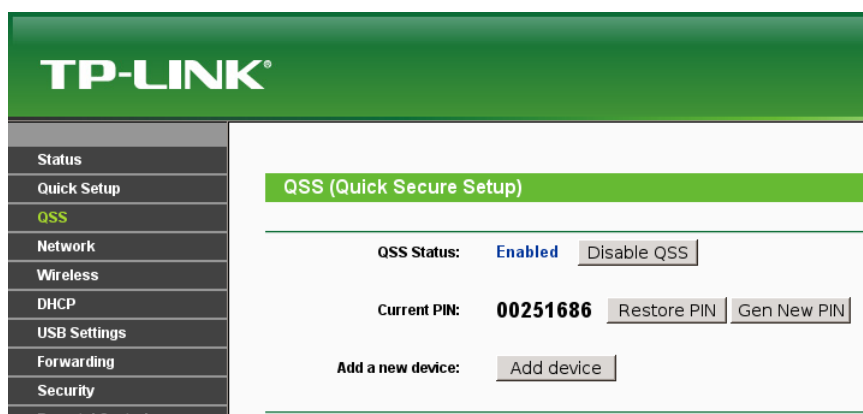 TP-LINK®
Status
Quick Setup
QSS
Network
Wireless
DHCP
USB Settings
Forwarding
Security
QSS (Quick Secure Setup)
QSS Status: Enabled Disable QSS
Current PIN: 00251686 Restore PIN Gen New PIN
Add a new device: Add device